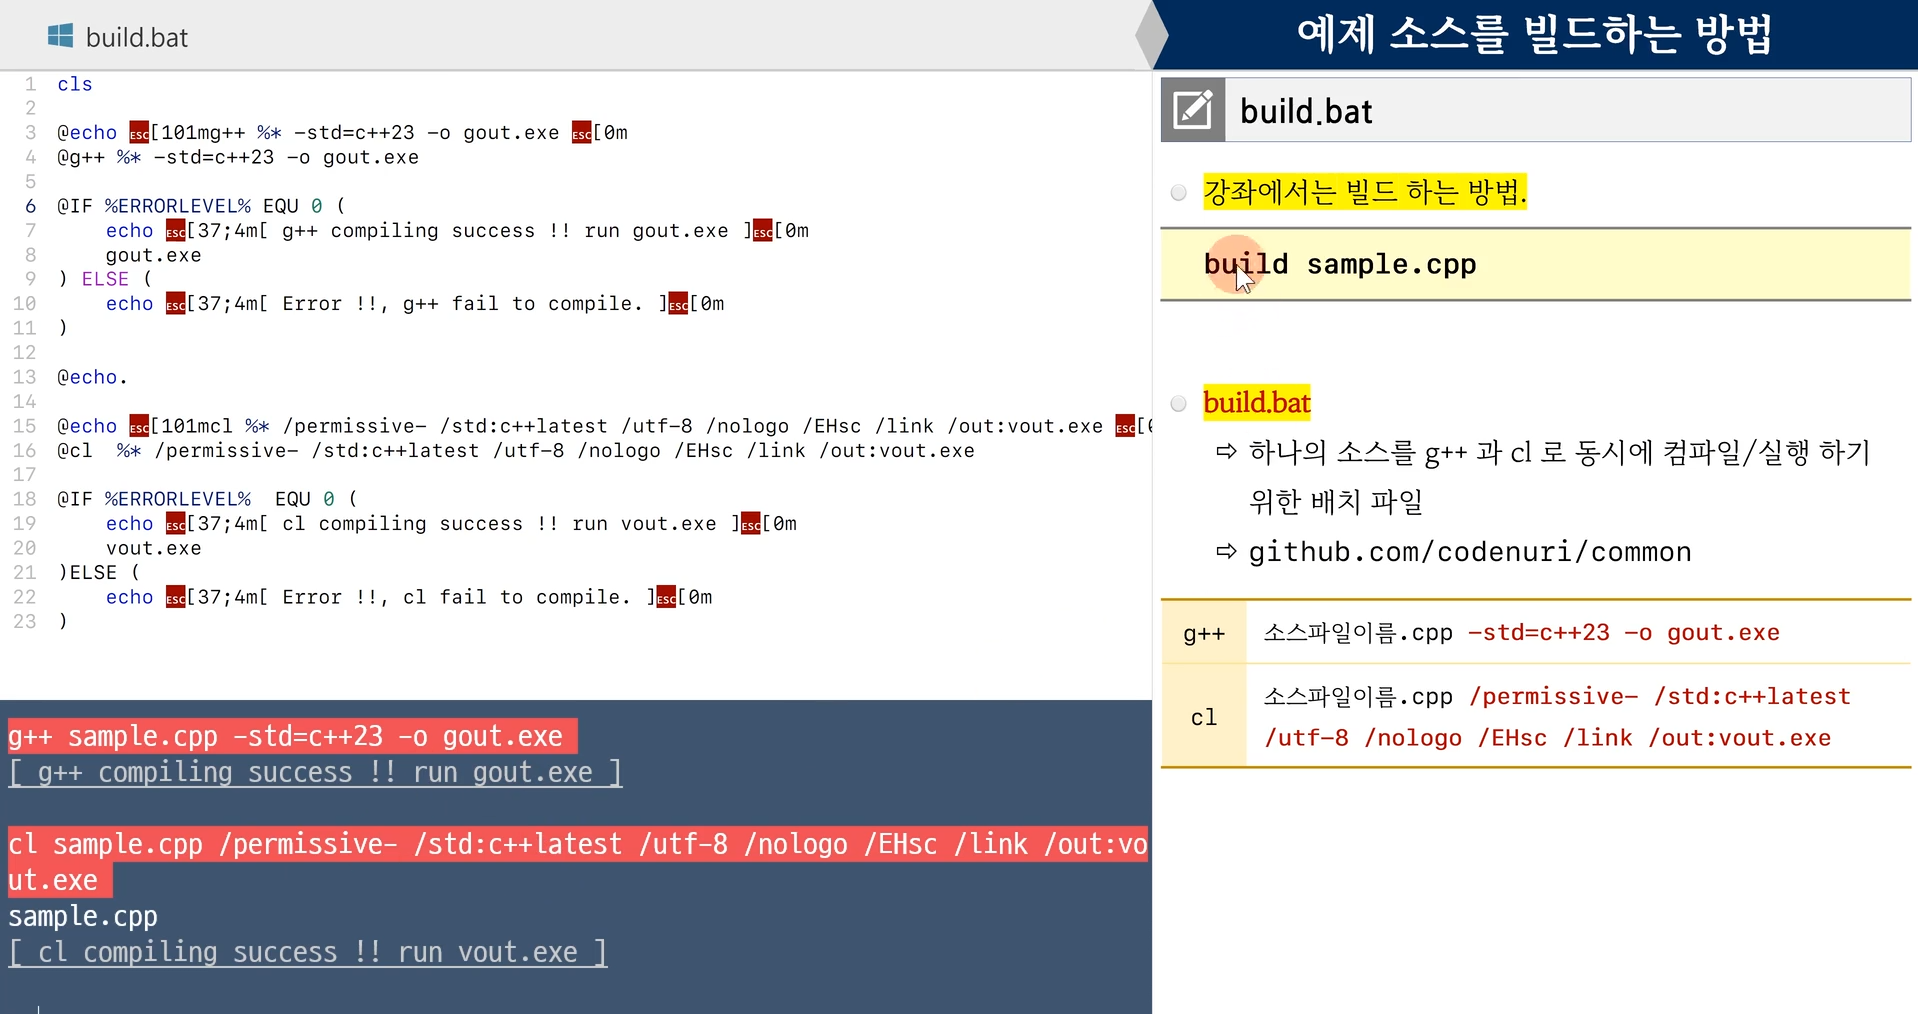 build.bat
1 cls
2
3 @echo ESC[101mg++ %* -std=c++23 -o gout.exe ESC[0m
4 @g++ %* -std=c++23 -o gout.exe
5
6 @IF %ERRORLEVEL% EQU 0 (
7 echo ESC[37;4m[ g++ compiling success !! run gout.exe ]ESC[0m
8 gout.exe
9 ) ELSE (
10 echo ESC[37;4m[ Error !!, g++ fail to compile. ]ESC[0m
11 )
12
13 @echo.
14
15 @echo ESC[101mcl %* /permissive- /std:c++latest /utf-8 /nologo /EHsc /link /out:vout.exe ESC[0
16 @cl  %* /permissive- /std:c++latest /utf-8 /nologo /EHsc /link /out:vout.exe
17
18 @IF %ERRORLEVEL%  EQU 0 (
19 echo ESC[37;4m[ cl compiling success !! run vout.exe ]ESC[0m
20 vout.exe
21 )ELSE (
22 echo ESC[37;4m[ Error !!, cl fail to compile. ]ESC[0m
23 )
g++ sample.cpp -std=c++23 -o gout.exe
[ g++ compiling success !! run gout.exe ]
cl sample.cpp /permissive- /std:c++latest /utf-8 /nologo /EHsc /link /out:vo
ut.exe
sample.cpp
[ cl compiling success !! run vout.exe ]
예제 소스를 빌드하는 방법
build.bat
강좌에서는 빌드 하는 방법.
build sample.cpp
build.bat
⇨ 하나의 소스를 g++ 과 cl 로 동시에 컴파일/실행 하기
위한 배치 파일
⇨ github.com/codenuri/common
g++ 소스파일이름.cpp -std=c++23 -o gout.exe
cl 소스파일이름.cpp /permissive- /std:c++latest
/utf-8 /nologo /EHsc /link /out:vout.exe